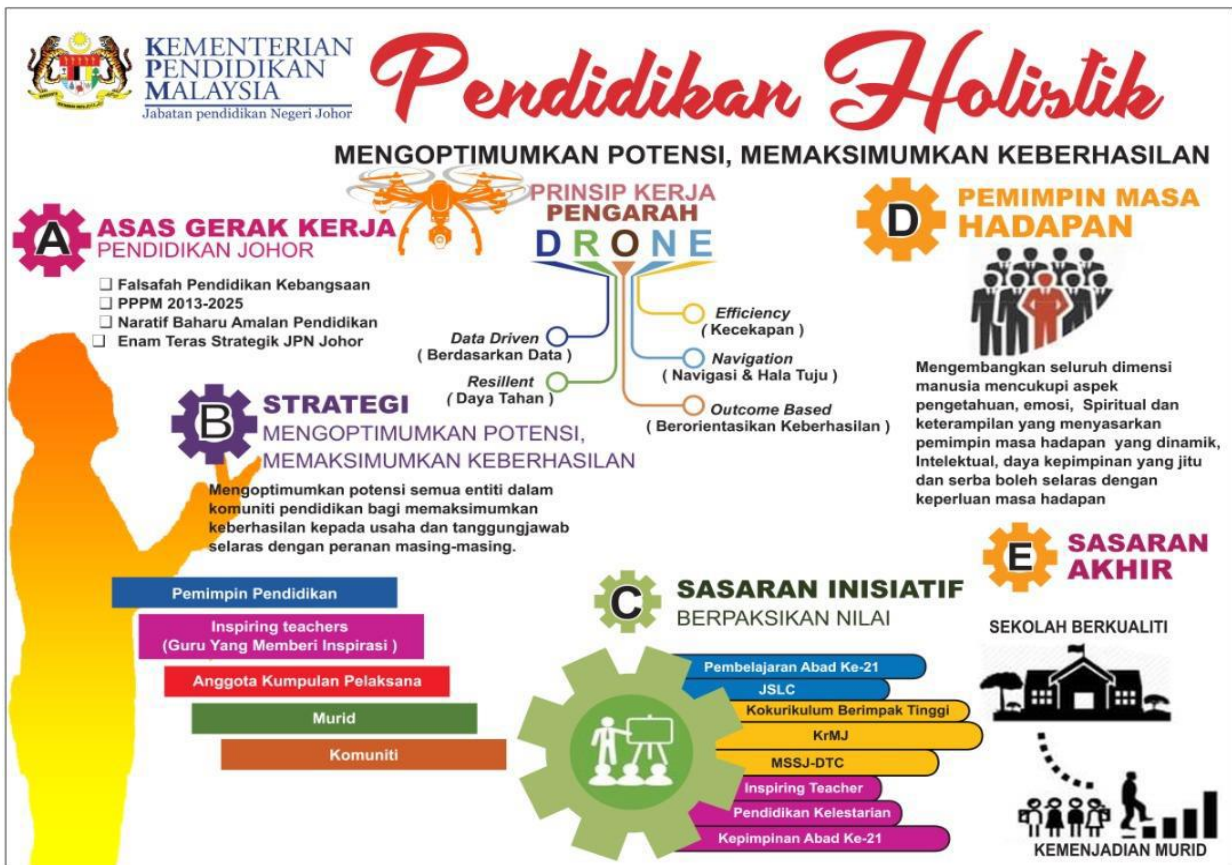 KEMENTERIAN
PENDIDIKAN
MALAYSIA
Jabatan pendidikan Negeri Johor
Pendidikan Holistik
MENGOPTIMUMKAN POTENSI, MEMAKSIMUMKAN KEBERHASILAN
A
ASAS GERAK KERJA
PENDIDIKAN JOHOR
Falsafah Pendidikan Kebangsaan
PPPM 2013-2025
Naratif Baharu Amalan Pendidikan
Enam Teras Strategik JPN Johor
PRINSIP KERJA
PENGARAH
DRONE
Data Driven
( Berdasarkan Data )
Resillent
( Daya Tahan )
Efficiency
( Kecekapan )
Navigation
( Navigasi & Hala Tuju )
Outcome Based
( Berorientasikan Keberhasilan )
B
STRATEGI
MENGOPTIMUMKAN POTENSI,
MEMAKSIMUMKAN KEBERHASILAN
Mengoptimumkan potensi semua entiti dalam
komuniti pendidikan bagi memaksimumkan
keberhasilan kepada usaha dan tanggungjawab
selaras dengan peranan masing-masing.
Pemimpin Pendidikan
Inspiring teachers
(Guru Yang Memberi Inspirasi )
Anggota Kumpulan Pelaksana
Murid
Komuniti
C
SASARAN INISIATIF
BERPAKSIKAN NILAI
Pembelajaran Abad Ke-21
JSLC
Kokurikulum Berimpak Tinggi
KrMJ
MSSJ-DTC
Inspiring Teacher
Pendidikan Kelestarian
Kepimpinan Abad Ke-21
D
PEMIMPIN MASA
HADAPAN
Mengembangkan seluruh dimensi
manusia mencukupi aspek
pengetahuan, emosi, Spiritual dan
keterampilan yang menyasarkan
pemimpin masa hadapan yang dinamik,
Intelektual, daya kepimpinan yang jitu
dan serba boleh selaras dengan
keperluan masa hadapan
E
SASARAN
AKHIR
SEKOLAH BERKUALITI
KEMENJADIAN MURID